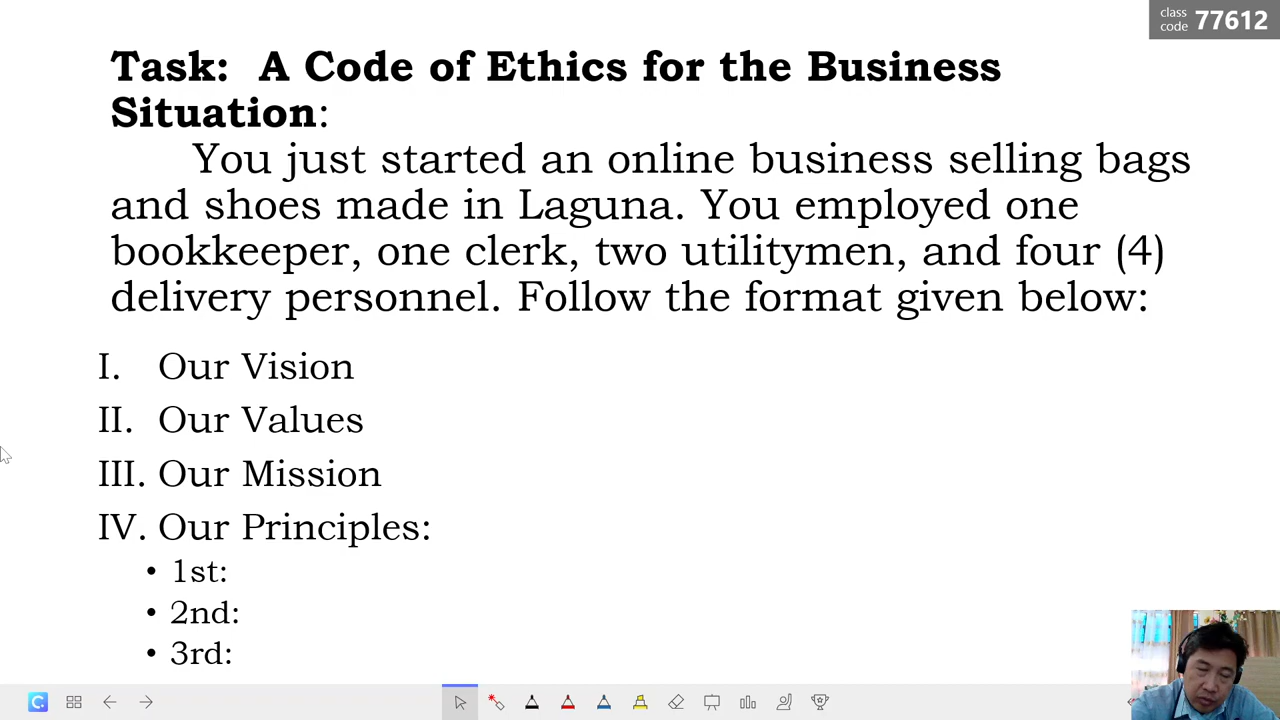 class
code 77612
Task: A Code of Ethics for the Business
Situation:
You just started an online business selling bags
and shoes made in Laguna. You employed one
bookkeeper, one clerk, two utilitymen, and four (4)
delivery personnel. Follow the format given below:
I. Our Vision
II. Our Values
III. Our Mission
IV. Our Principles:
• 1st:
• 2nd:
• 3rd: